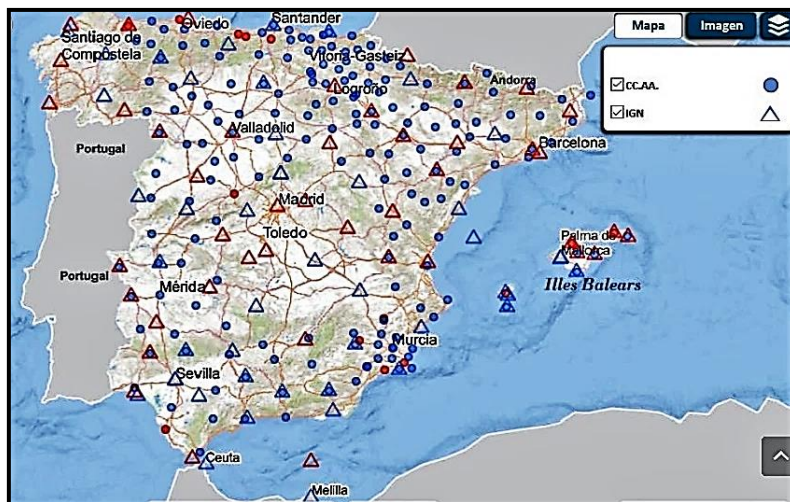 Oviedo
Santander
Mapa
Imagen
Santiago de
Compostela
Vitoria-Gasteiz
Logroño
Andorra
CC.AA.
IGN
Valladolid
Barcelona
Portugal
Madrid
Palma de
Mallorca
Toledo
Portugal
Mérida
Illes Balears
Murcia
Sevilla
Ceuta
Melilla